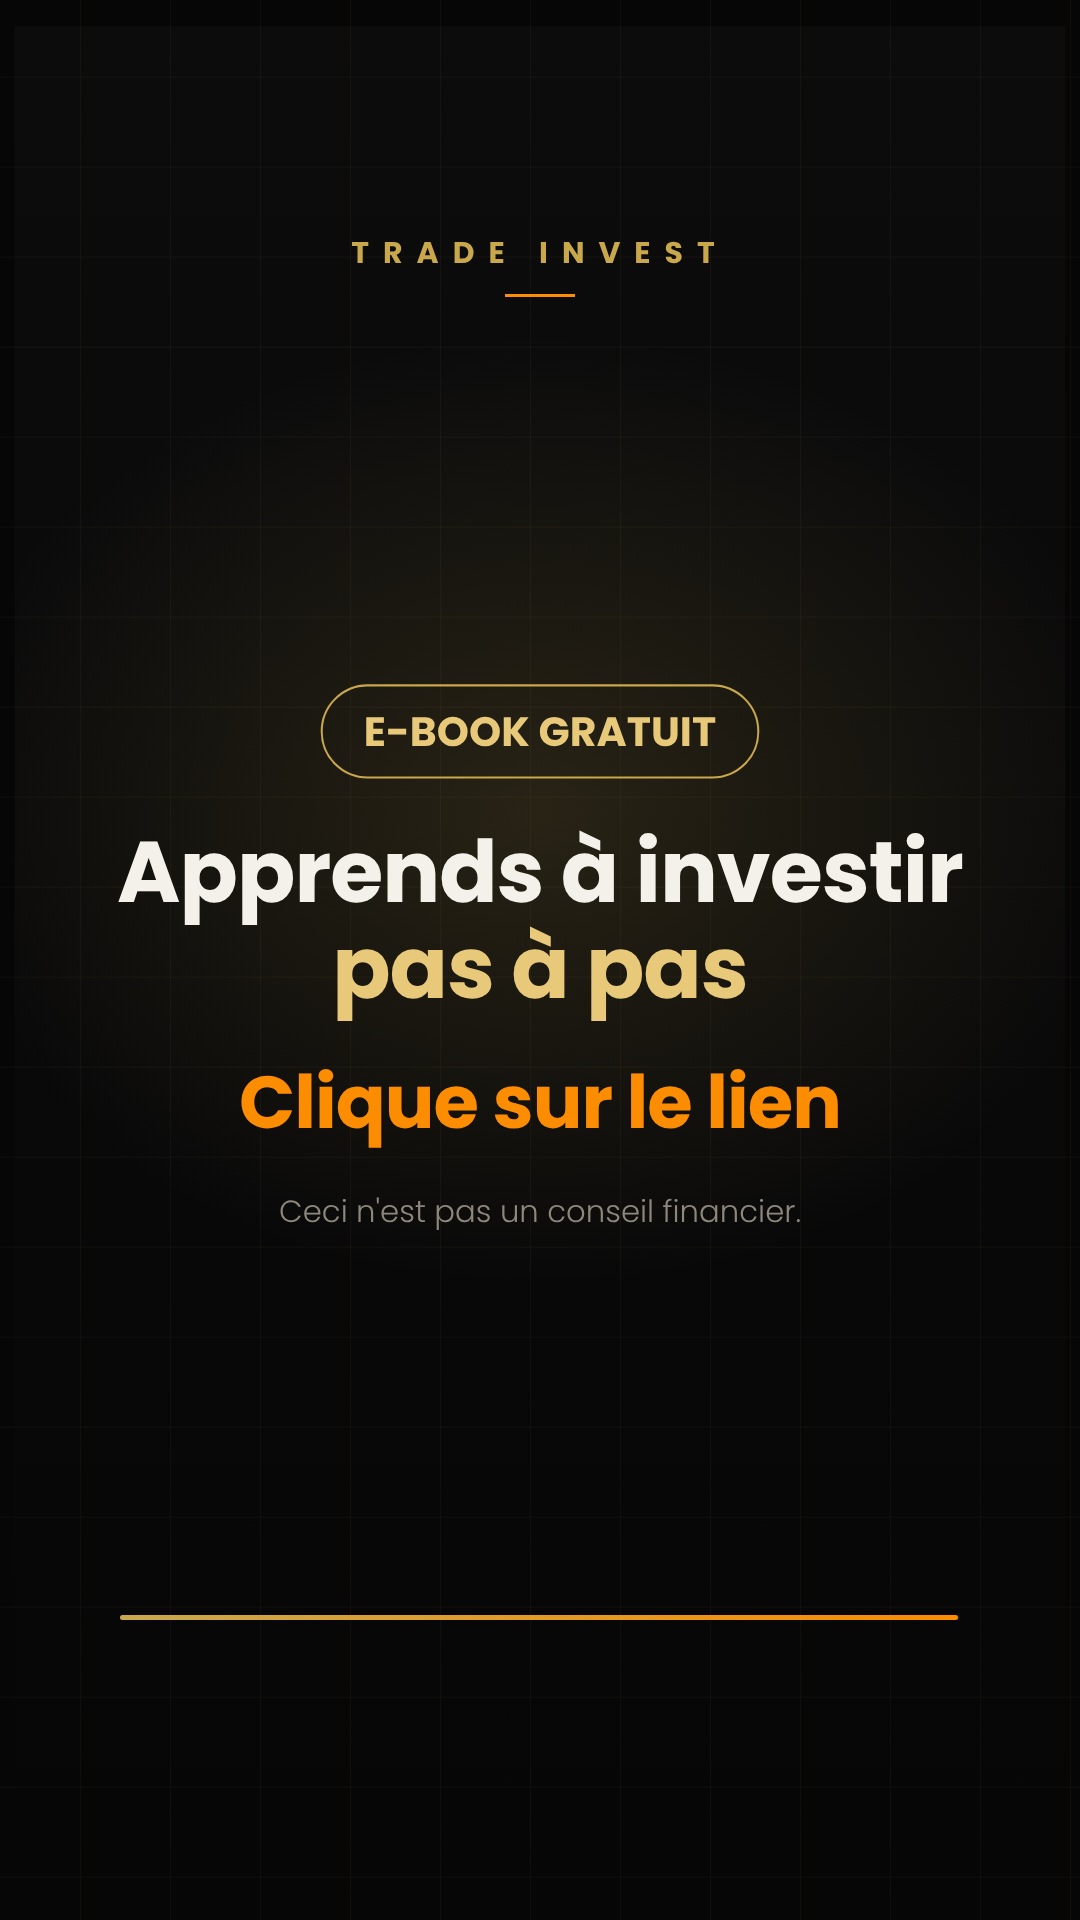 TRADE INVEST
E-BOOK GRATUIT
Apprends à investir
pas à pas
Clique sur le lien
Ceci n'est pas un conseil financier.